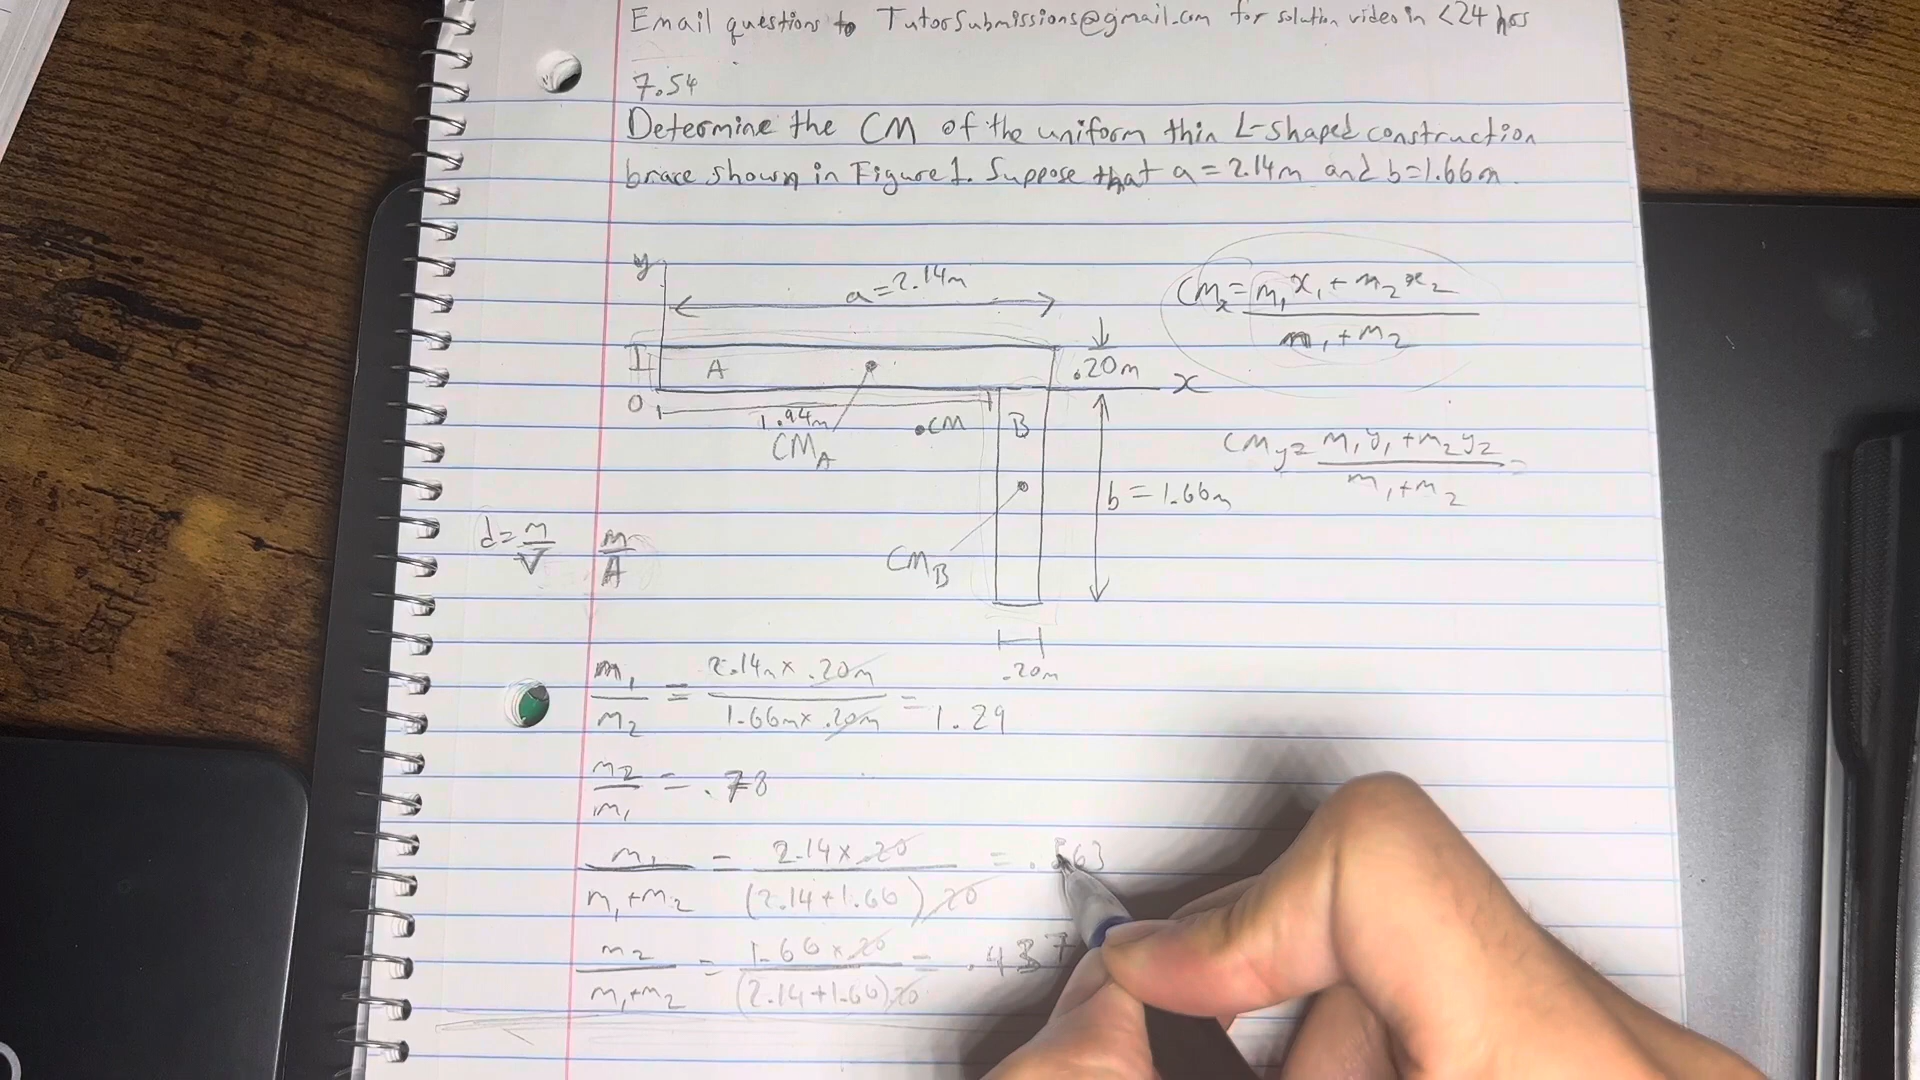 Email questions to TutorSubmissions@gmail.com for solution video in <24 hrs
7.54
Determine the CM of the uniform thin L-shaped construction
brace shown in Figure 1. Suppose that a = 2.14m and b = 1.66m.
y
a = 2.14m
CMx = m1x1 + m2x2
m1 + m2
A
.20m
x
O
1.94m
.CM
B
CMA
CMy = m1y1 + m2y2 =
m1 + m2
b = 1.66m
d = m/V
m/A
CMB
.20m
m1/m2 = 2.14m x .20m / 1.66m x .20m = 1.29
m2/m1 = .78
m1/m1+m2 = 2.14 x .20 / (2.14+1.66).20 = .563
m2/m1+m2 = 1.66 x .20 / (2.14+1.66).20 = .437